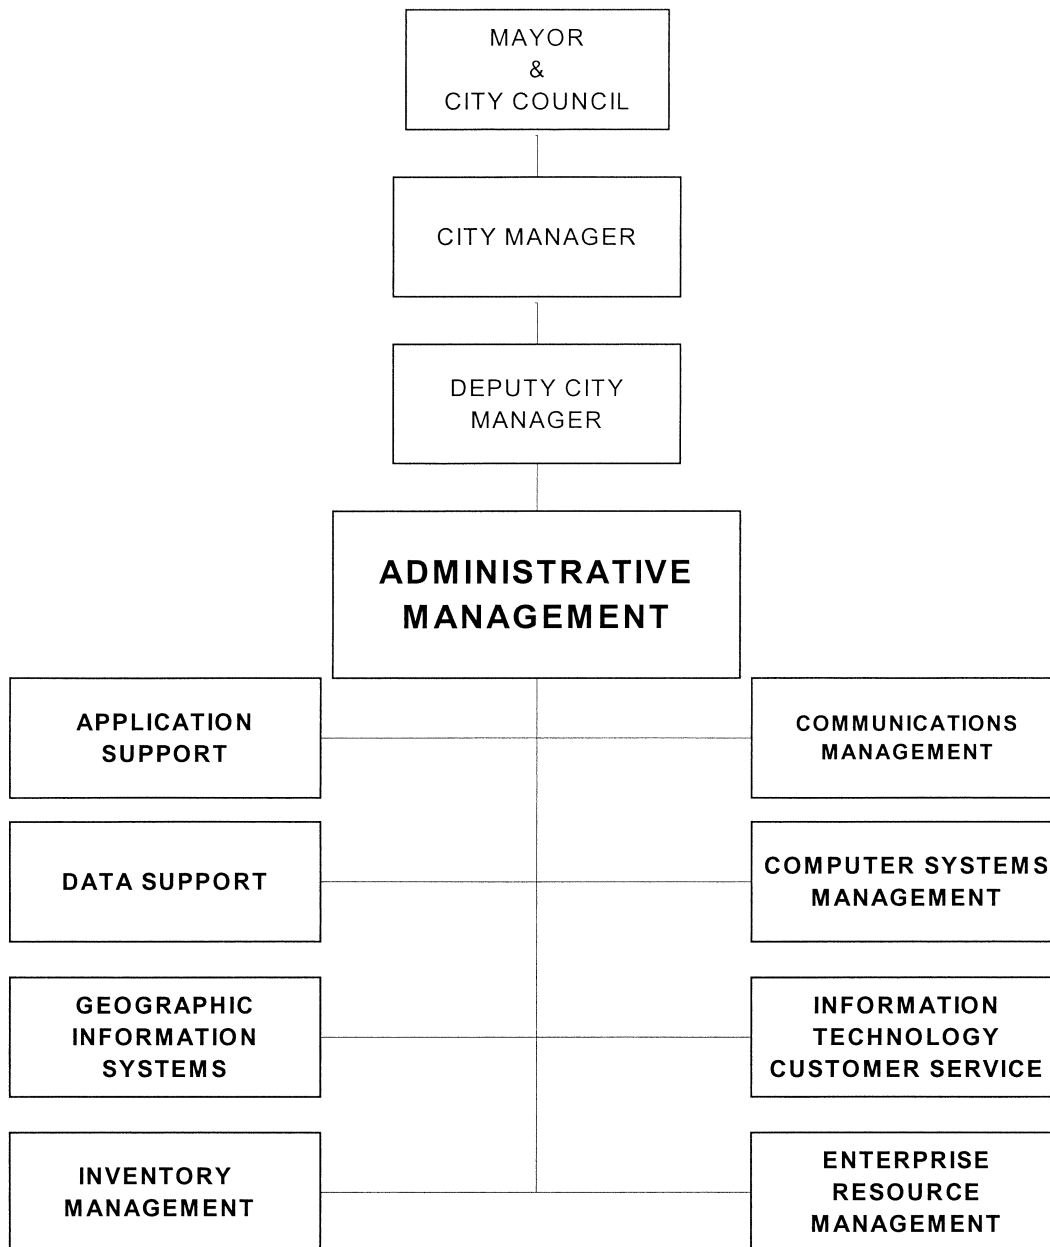 MAYOR
&
CITY COUNCIL
CITY MANAGER
DEPUTY CITY
MANAGER
ADMINISTRATIVE
MANAGEMENT
APPLICATION
SUPPORT
COMMUNICATIONS
MANAGEMENT
DATA SUPPORT
COMPUTER SYSTEMS
MANAGEMENT
GEOGRAPHIC
INFORMATION
SYSTEMS
INFORMATION
TECHNOLOGY
CUSTOMER SERVICE
INVENTORY
MANAGEMENT
ENTERPRISE
RESOURCE
MANAGEMENT